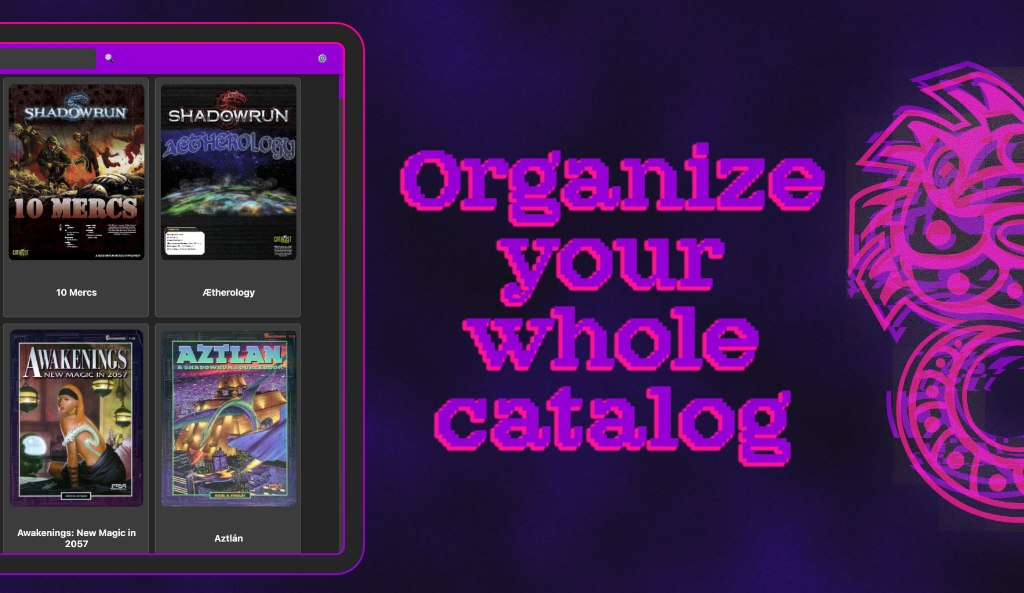 SHADOWRUN
10 MERCS
10 Mercs
SHADOWRUN
AETHEROLOGY
Ætherology
AWAKENINGS
NEW MAGIC IN 2057
Awakenings: New Magic in
2057
AZTLAN
A SHADOWRUN SOURCEBOOK
Aztlán
Organize
your
whole
catalog